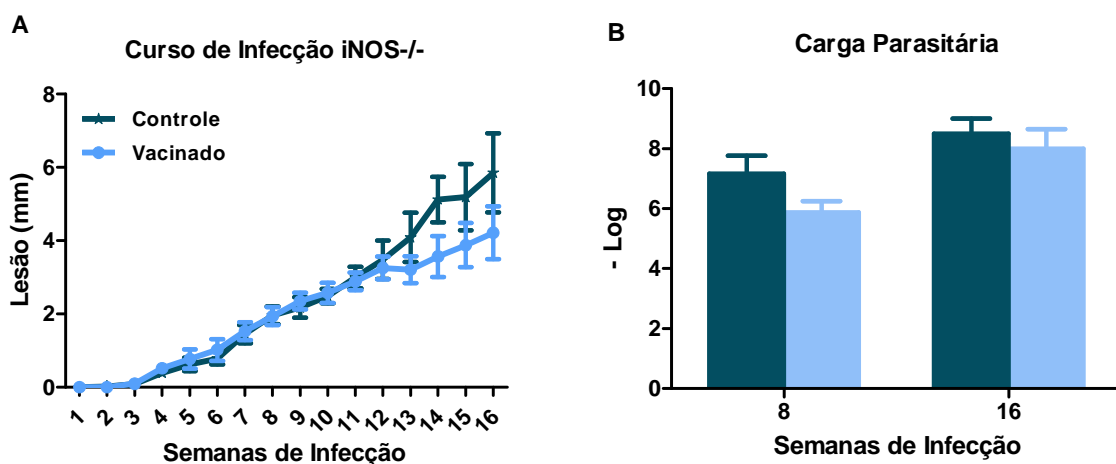 A
Curso de Infecção iNOS-/-
8
6
4
2
0
Lesão (mm)
Controle
Vacinado
1 2 3 4 5 6 7 8 9 10 11 12 13 14 15 16
Semanas de Infecção
B
Carga Parasitária
10
8
6
4
2
0
- Log
8 16
Semanas de Infecção